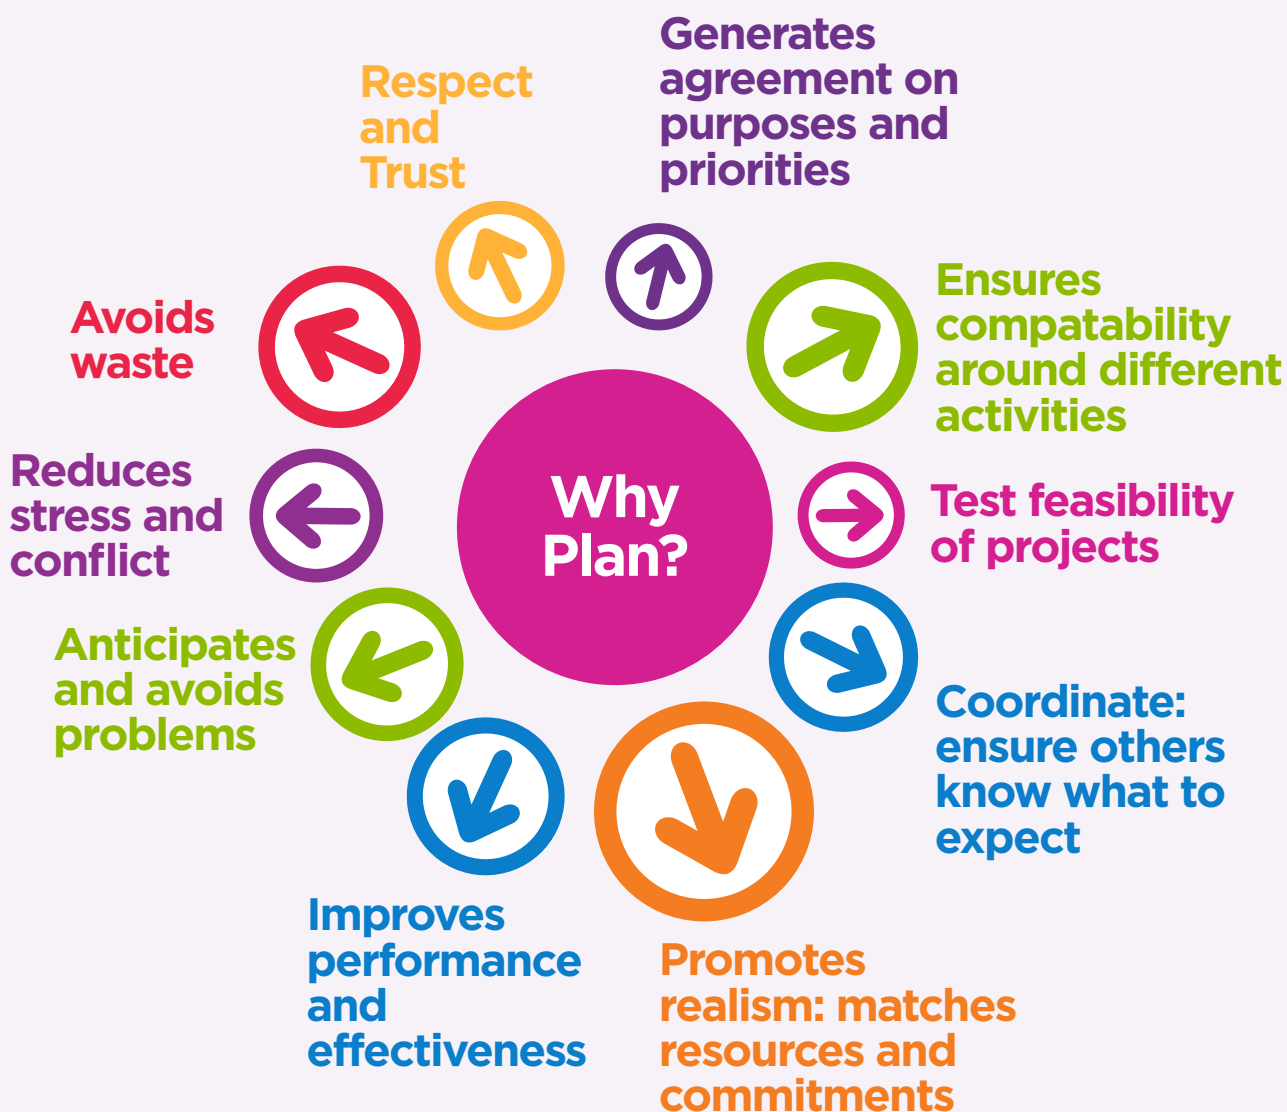 Why
Plan?
Generates
agreement on
purposes and
priorities
Ensures
compatability
around different
activities
Test feasibility
of projects
Coordinate:
ensure others
know what to
expect
Promotes
realism: matches
resources and
commitments
Improves
performance
and
effectiveness
Anticipates
and avoids
problems
Reduces
stress and
conflict
Avoids
waste
Respect
and
Trust